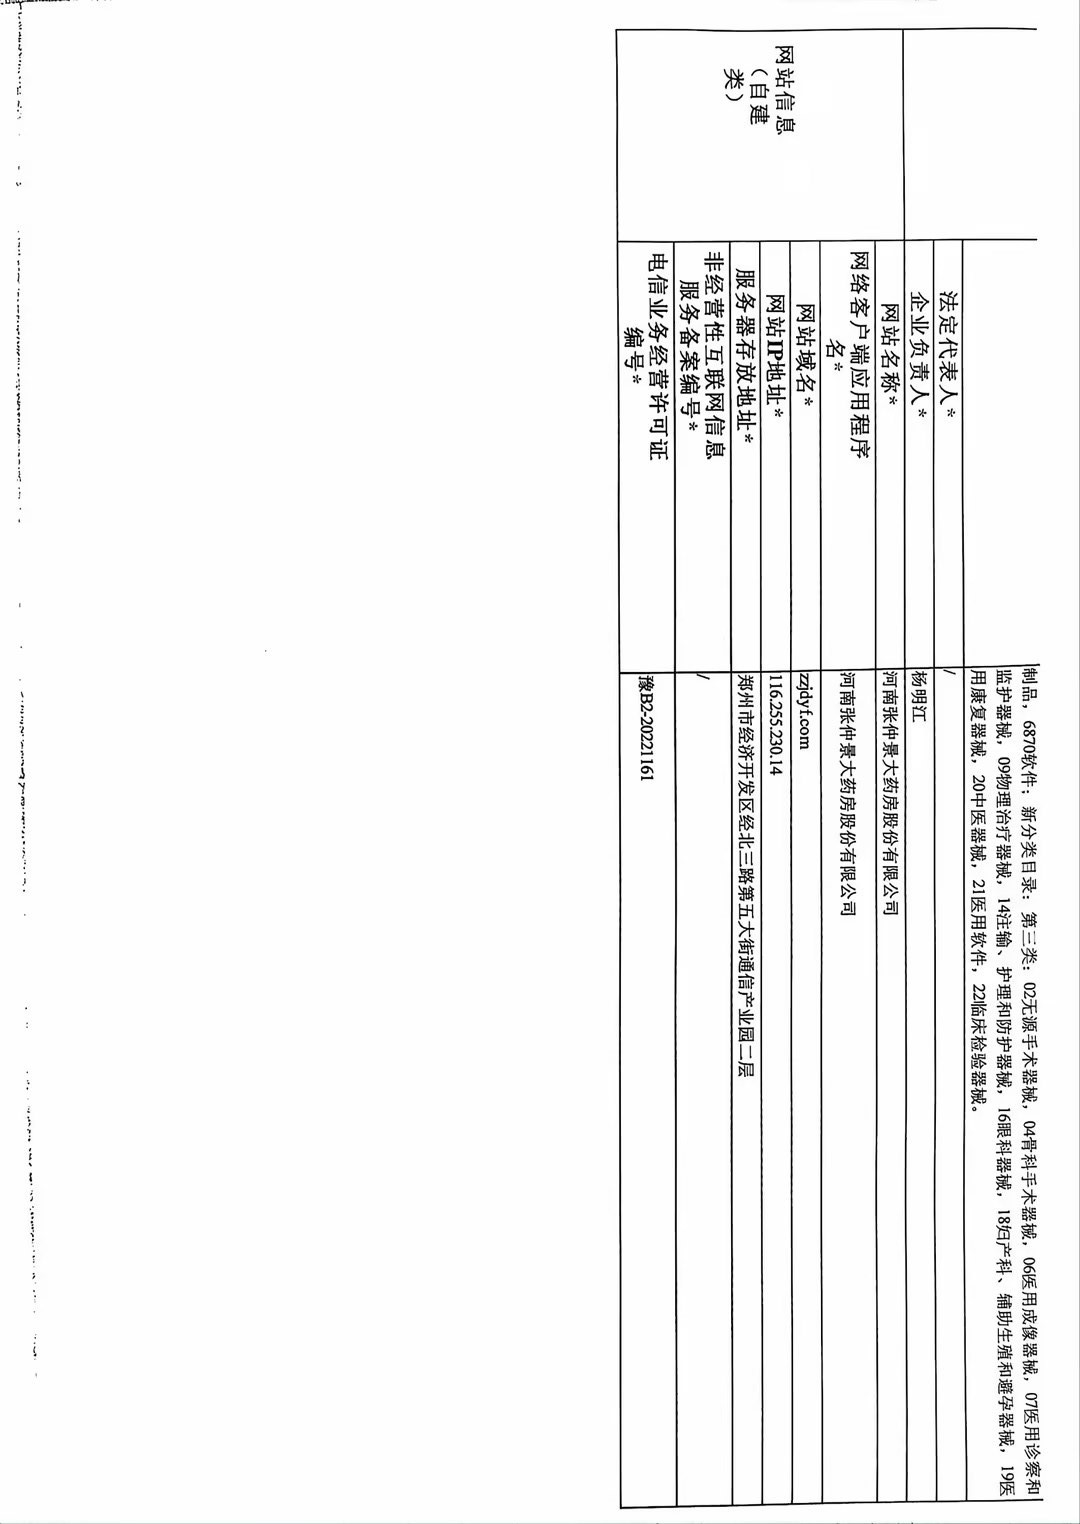 制品，6870软件；新分类目录：第三类：02无源手术器械，04骨科手术器械，06医用成像器械，07医用诊察和
监护器械，09物理治疗器械，14注输、护理和防护器械，16眼科器械，18妇产科、辅助生殖和避孕器械，19医
用康复器械，20中医器械，21医用软件，22临床检验器械。
法定代表人*
/
企业负责人*
杨明江
网站信息
（自建
类）
网站名称*
河南张仲景大药房股份有限公司
网络客户端应用程序
名*
河南张仲景大药房股份有限公司
网站域名*
zzjdyf.com
网站IP地址*
116.255.230.14
服务器存放地址*
郑州市经济开发区经北三路第五大街通信产业园二层
非经营性互联网信息
服务备案编号*
/
电信业务经营许可证
编号*
豫B2-20221161